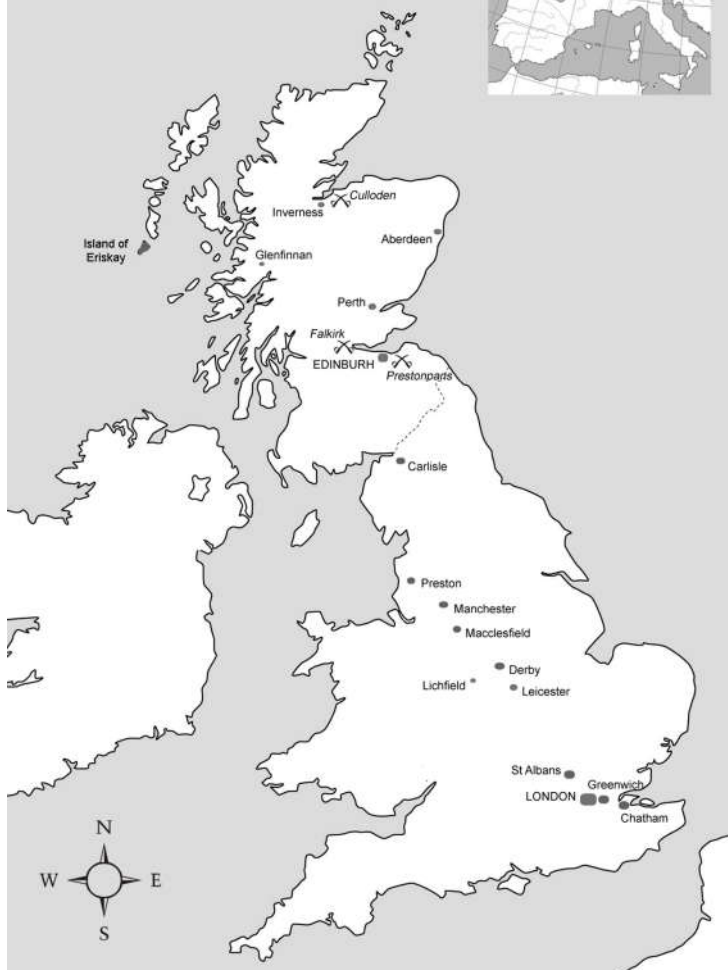 Culloden
Inverness
Aberdeen
Island of
Eriskay
Glenfinnan
Perth
Falkirk
EDINBURH
Prestonpans
Carlisle
Preston
Manchester
Macclesfield
Derby
Lichfield
Leicester
St Albans
Greenwich
LONDON
Chatham
N
W
E
S